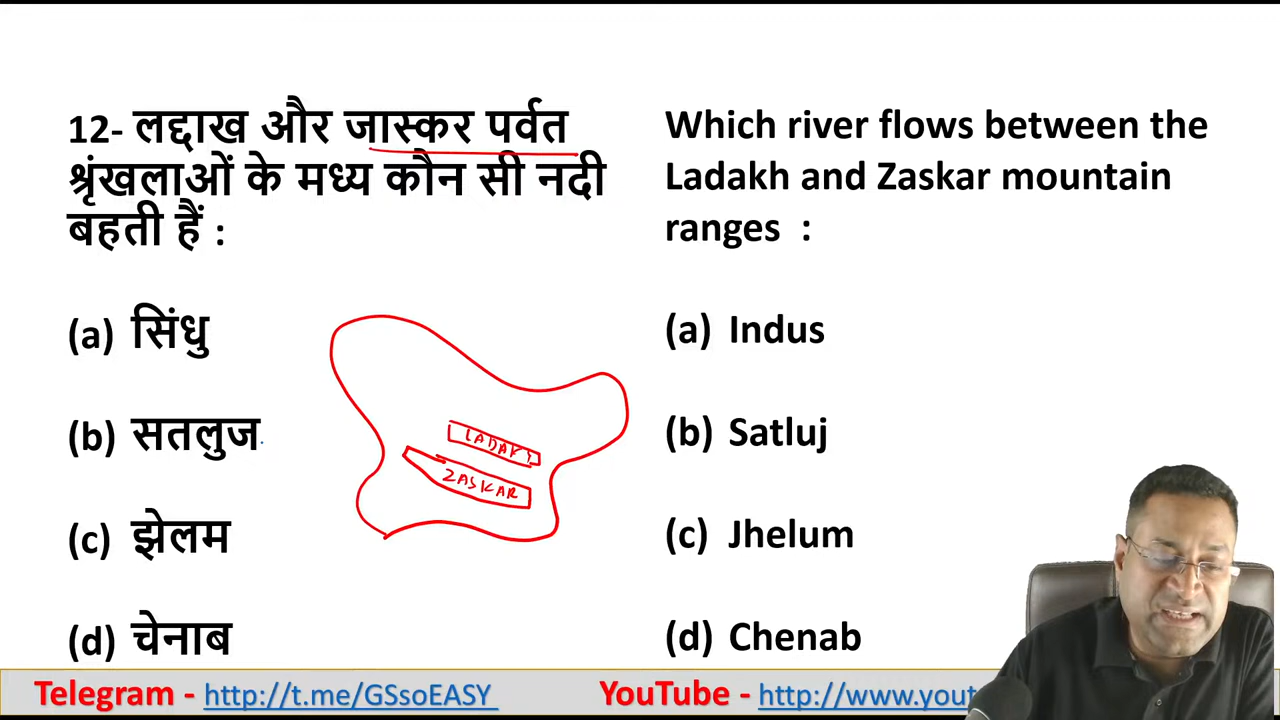 12- लद्दाख और जास्कर पर्वत
श्रृंखलाओं के मध्य कौन सी नदी
बहती हैं :
(a) सिंधु
(b) सतलुज
(c) झेलम
(d) चेनाब
LADAK
ZASKAR
Which river flows between the
Ladakh and Zaskar mountain
ranges :
(a) Indus
(b) Satluj
(c) Jhelum
(d) Chenab
Telegram - http://t.me/GSsoEASY
YouTube - http://www.yout